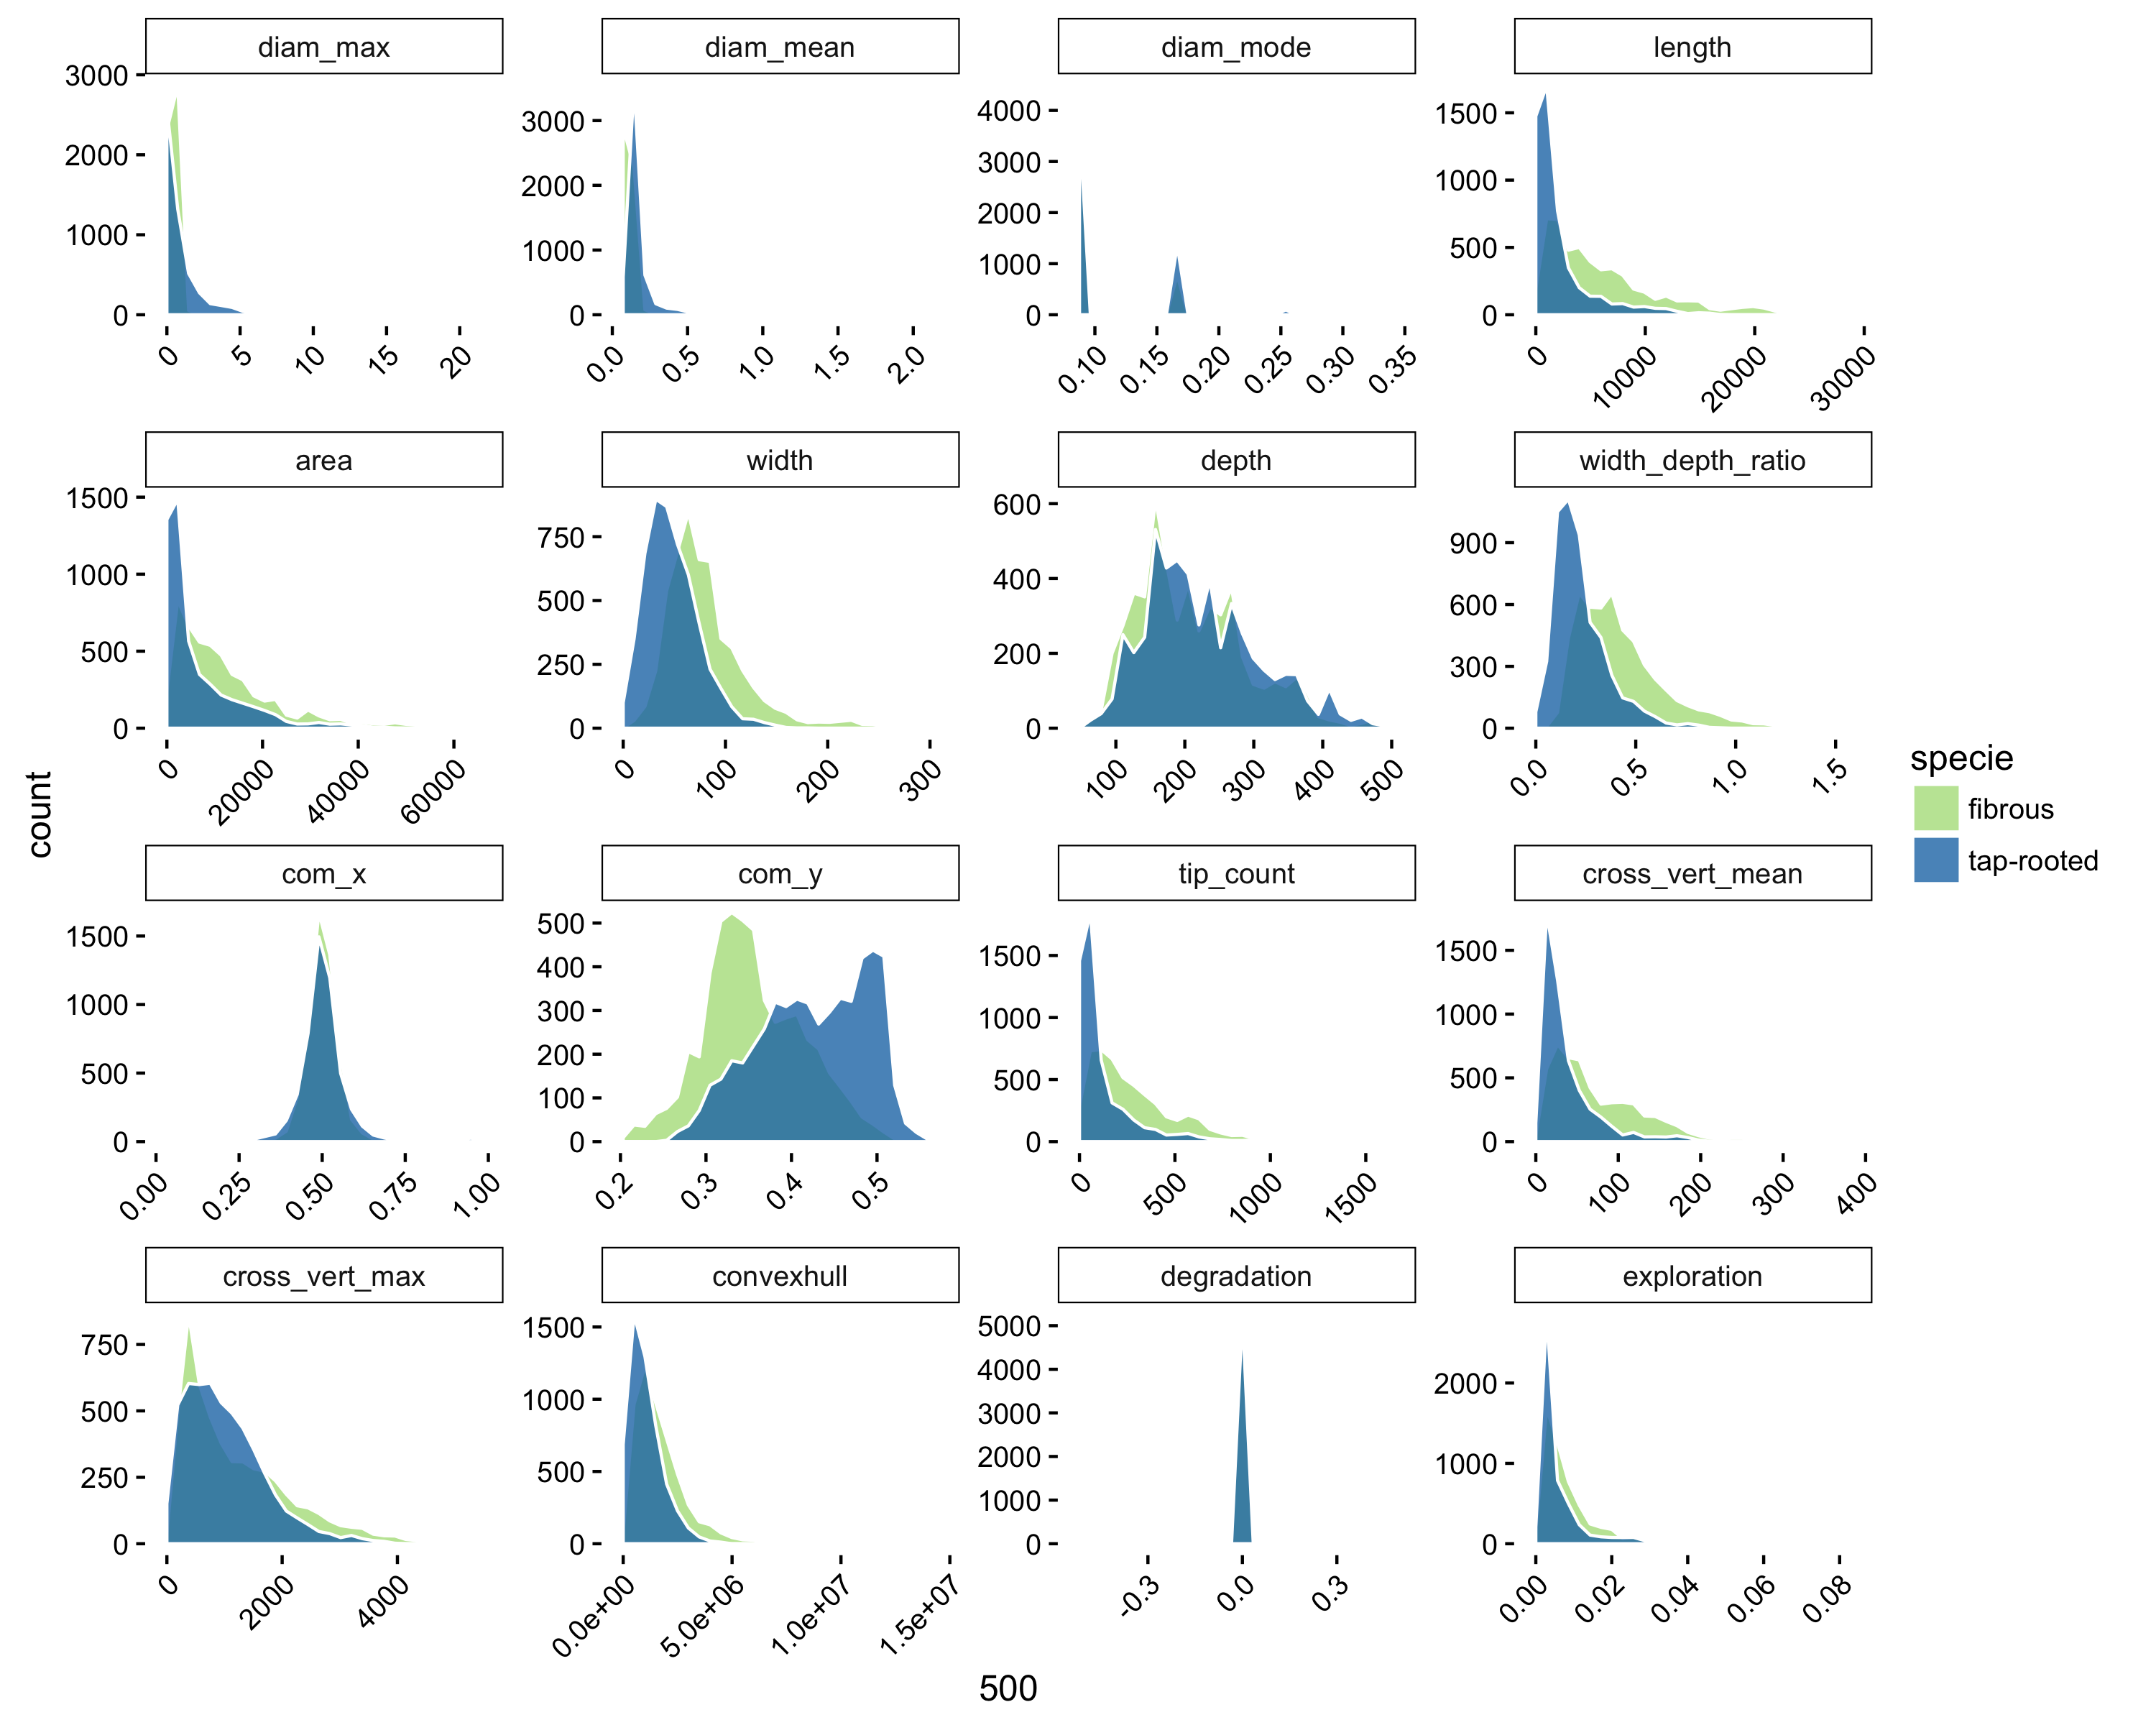 diam_max
diam_mean
diam_mode
length
3000
2000
1000
0
3000
2000
1000
0
4000
3000
2000
1000
0
1500
1000
500
0
0 5 10 15 20
0.0 0.5 1.0 1.5 2.0
0.10 0.15 0.20 0.25 0.30 0.35
0 10000 20000 30000
area
width
depth
width_depth_ratio
1500
1000
500
0
750
500
250
0
600
400
200
0
900
600
300
0
0 20000 40000 60000
0 100 200 300
100 200 300 400 500
0.0 0.5 1.0 1.5
count
specie
fibrous
tap-rooted
com_x
com_y
tip_count
cross_vert_mean
1500
1000
500
0
500
400
300
200
100
0
1500
1000
500
0
1500
1000
500
0
0.00 0.25 0.50 0.75 1.00
0.2 0.3 0.4 0.5
0 500 1000 1500
0 100 200 300 400
cross_vert_max
convexhull
degradation
exploration
750
500
250
0
1500
1000
500
0
5000
4000
3000
2000
1000
0
2000
1000
0
0 2000 4000
0.0e+00 5.0e+06 1.0e+07 1.5e+07
-0.3 0.0 0.3
0.00 0.02 0.04 0.06 0.08
500